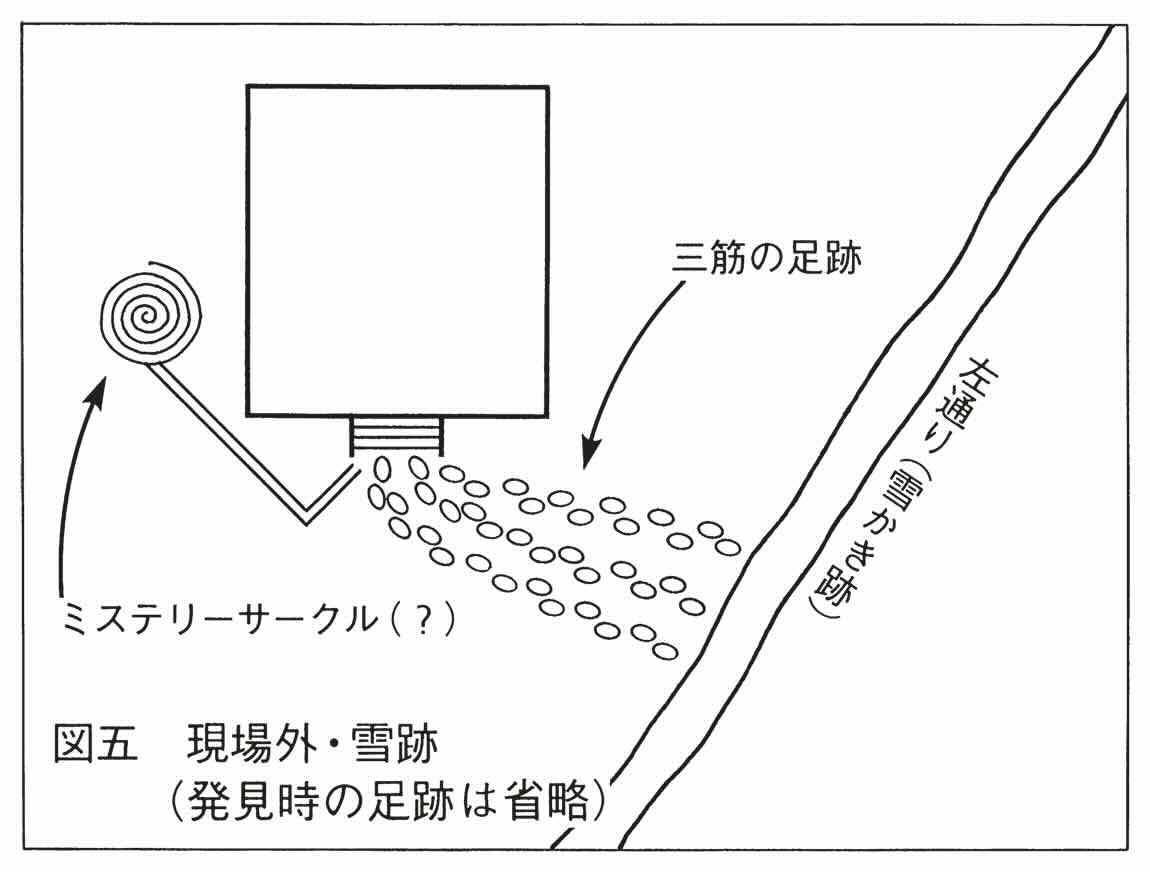 三筋の足跡
左通り（雪かき跡）
ミステリーサークル（？）
図五　現場外・雪跡
（発見時の足跡は省略）